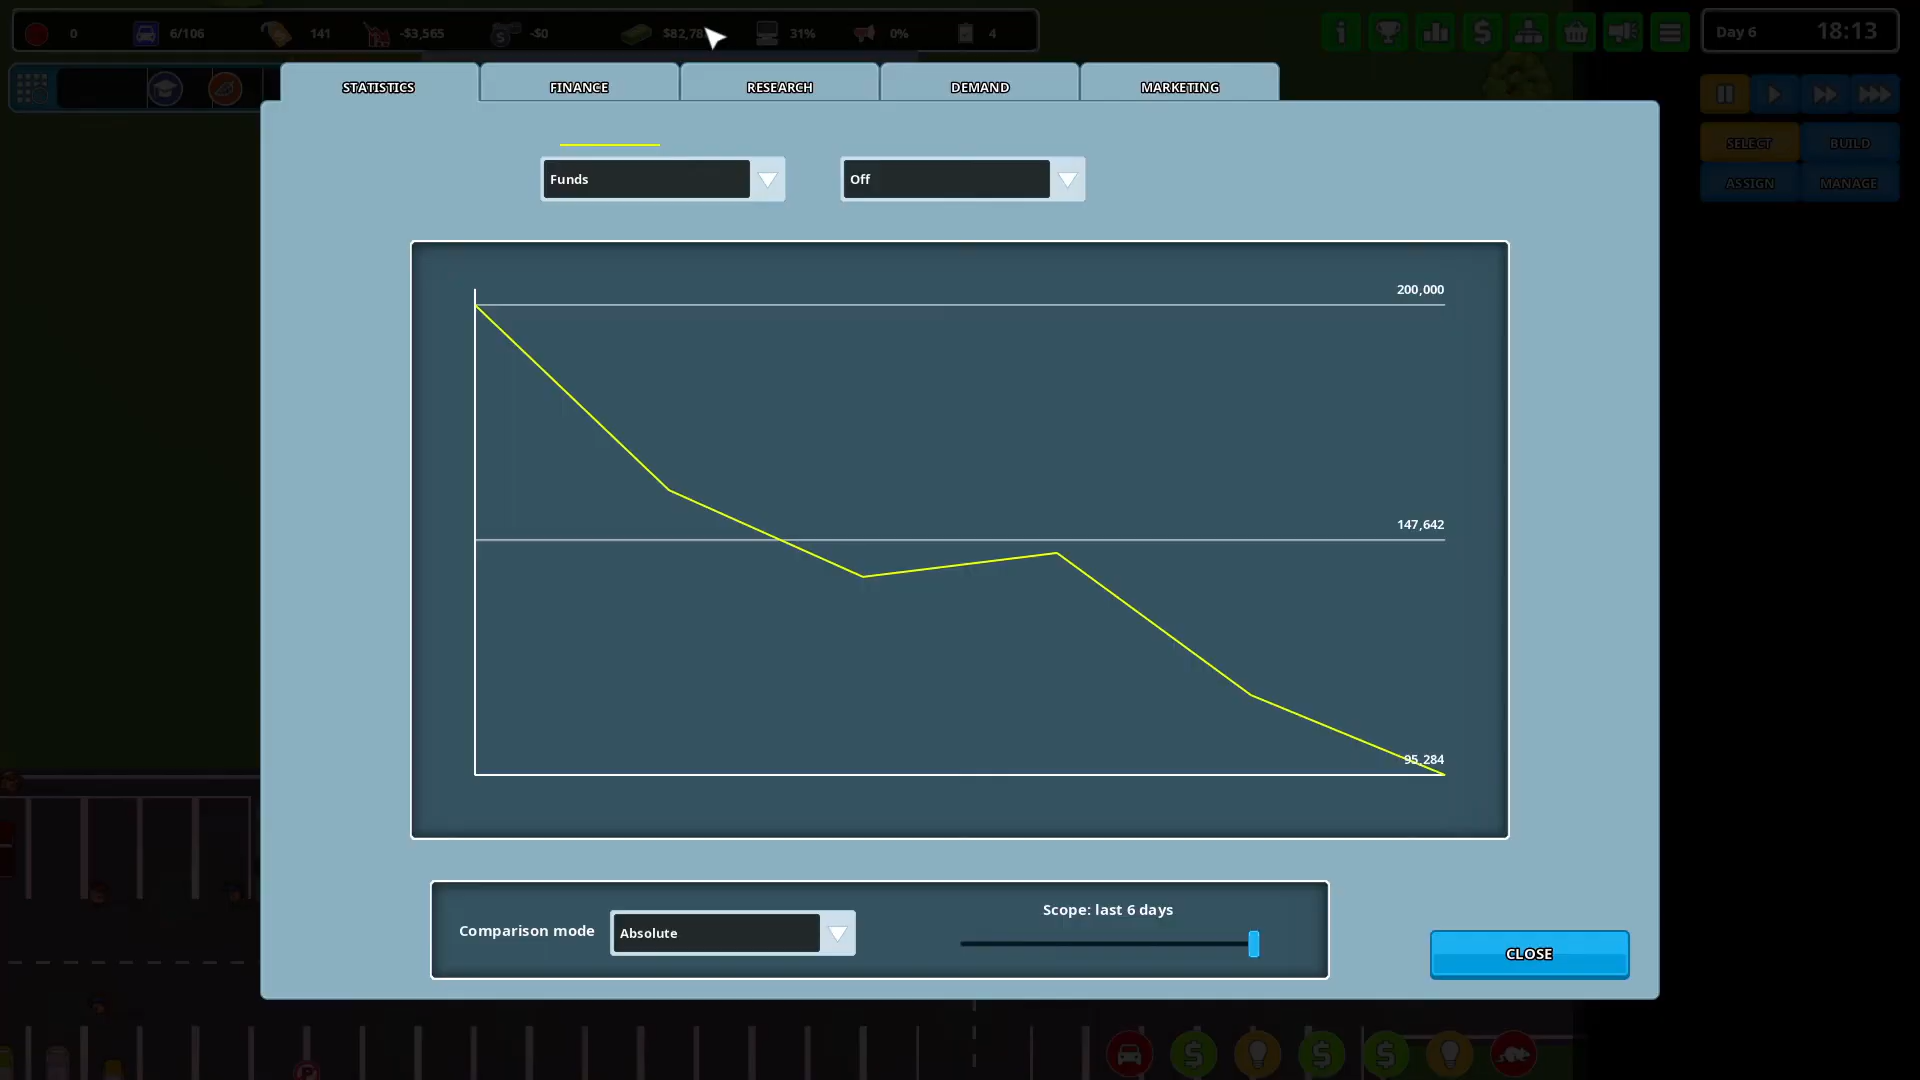 0 6/106 141 -$3,565 -$0 31% 0% 4 Day 6 18:13
STATISTICS FINANCE RESEARCH DEMAND MARKETING
SELECT BUILD
ASSIGN MANAGE
Funds Off
200,000
147,642
95,284
Scope: last 6 days
Comparison mode Absolute
CLOSE